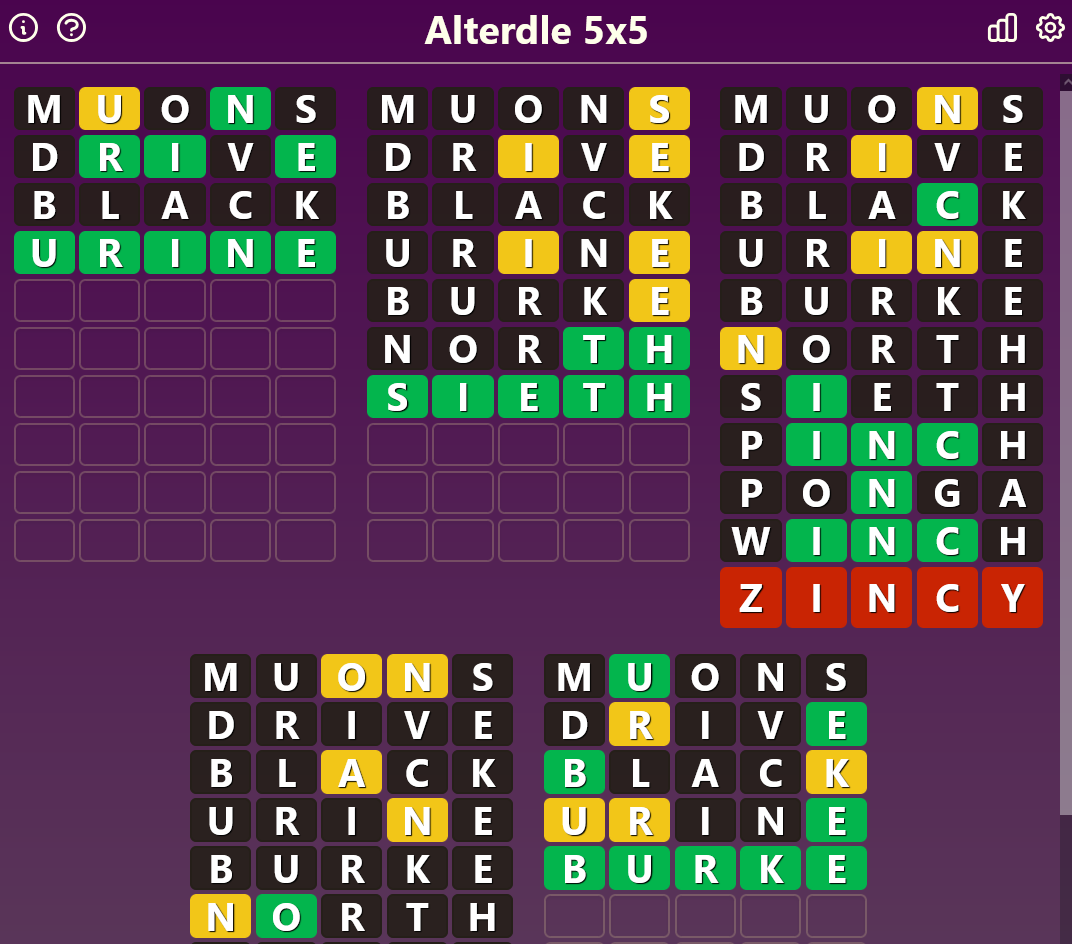 Alterdle 5x5
MUONS MUONS MUONS
DRIVE DRIVE DRIVE
BLACK BLACK BLACK
URINE URINE URINE
BURKE BURKE
NORTH NORTH
SIETH SIETH
PINCH
PONGA
WINCH
ZINCY
MUONS MUONS
DRIVE DRIVE
BLACK BLACK
URINE URINE
BURKE BURKE
NORTH